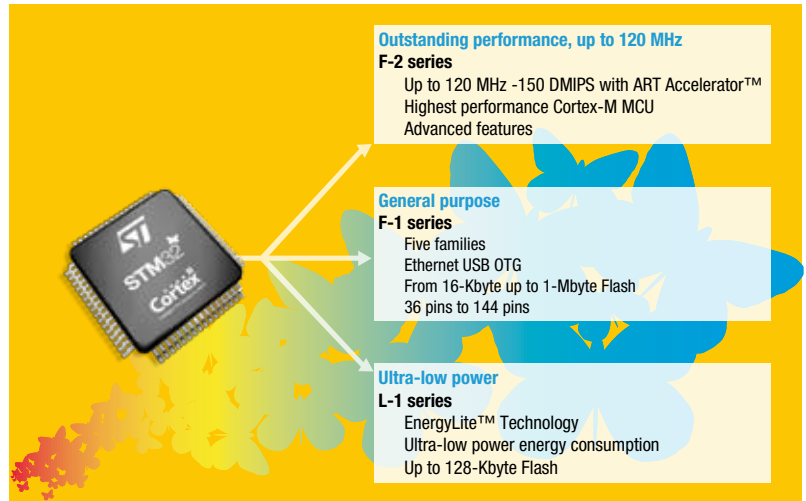 Outstanding performance, up to 120 MHz
F-2 series
Up to 120 MHz -150 DMIPS with ART Accelerator™
Highest performance Cortex-M MCU
Advanced features
General purpose
F-1 series
Five families
Ethernet USB OTG
From 16-Kbyte up to 1-Mbyte Flash
36 pins to 144 pins
Ultra-low power
L-1 series
EnergyLite™ Technology
Ultra-low power energy consumption
Up to 128-Kbyte Flash
ST
STM32
Cortex